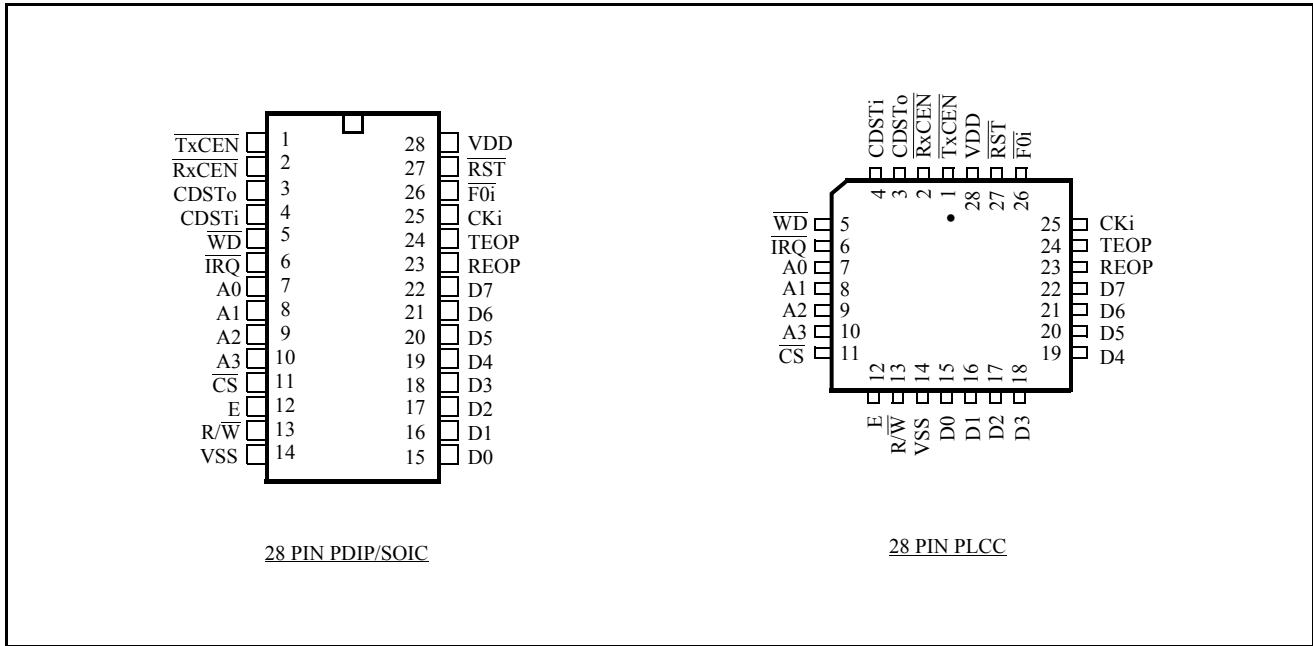 TxCEN 1 28 VDD
RxCEN 2 27 RST
CDSTo 3 26 F0i
CDSTi 4 25 CKi
WD 5 24 TEOP
IRQ 6 23 REOP
A0 7 22 D7
A1 8 21 D6
A2 9 20 D5
A3 10 19 D4
CS 11 18 D3
E 12 17 D2
R/W 13 16 D1
VSS 14 15 D0
28 PIN PDIP/SOIC
CDSTi CDSTo RxCEN TxCEN VDD RST F0i
4 3 2 1 28 27 26
WD 5 25 CKi
IRQ 6 24 TEOP
A0 7 23 REOP
A1 8 22 D7
A2 9 21 D6
A3 10 20 D5
CS 11 19 D4
12 13 14 15 16 17 18
E R/W VSS D0 D1 D2 D3
28 PIN PLCC